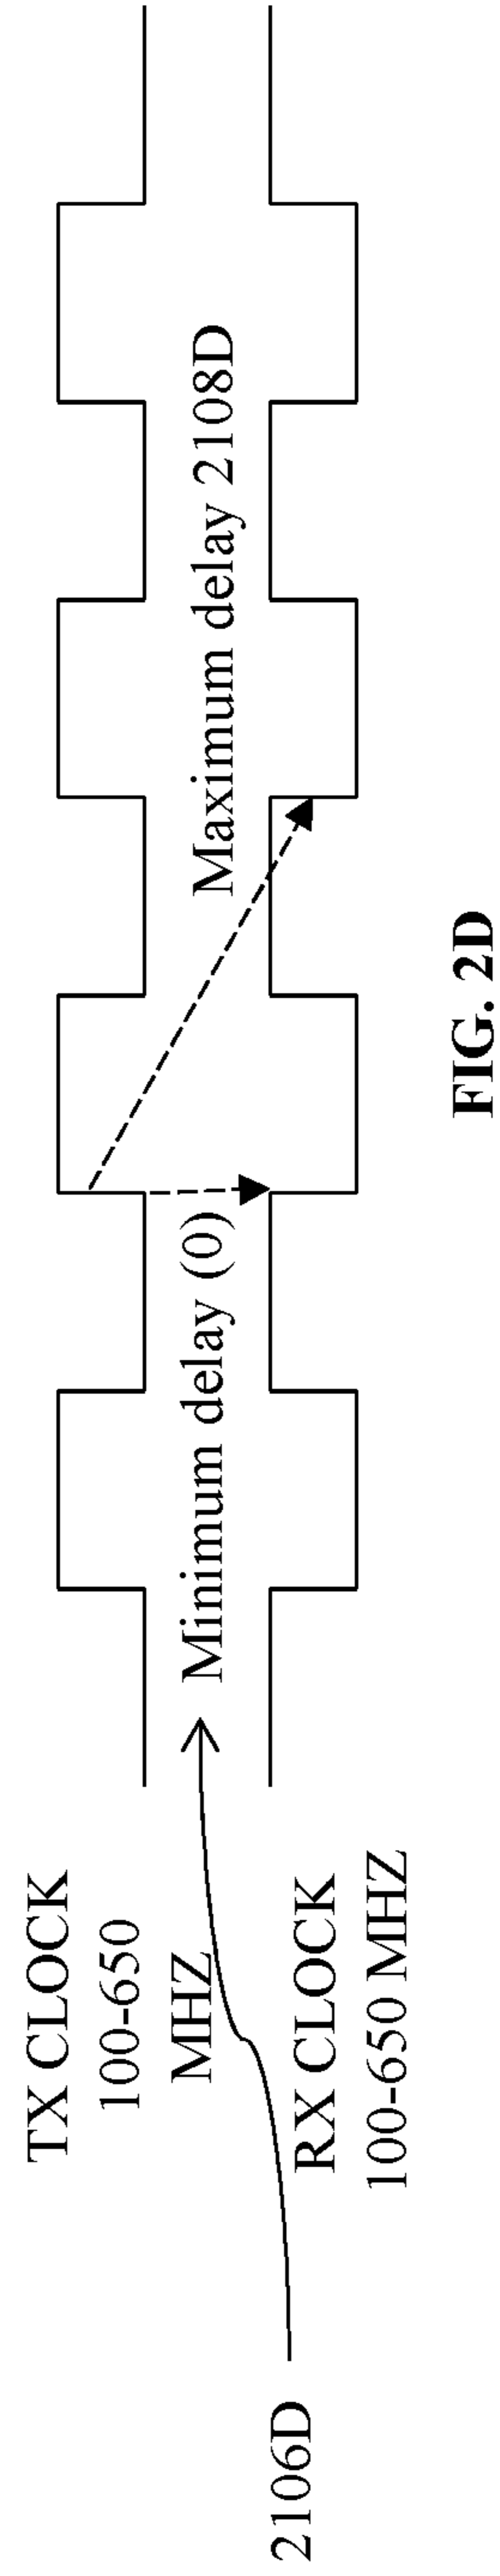 TX CLOCK
100-650
MHZ
RX CLOCK
100-650 MHZ
2106D
Minimum delay (0)
Maximum delay 2108D
FIG. 2D